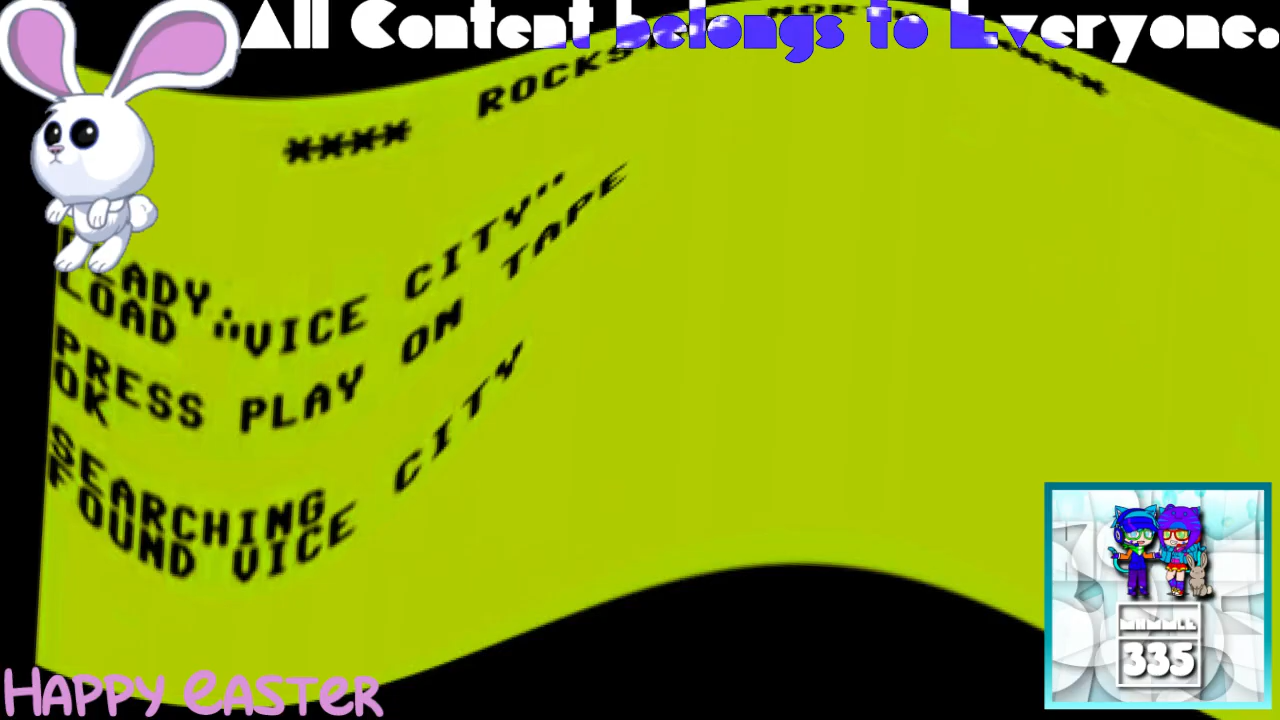 All Content belongs to Everyone.
**** ROCKS NORTH ****
READY.
LOAD "VICE CITY"
PRESS PLAY ON TAPE
OK
SEARCHING
FOUND VICE CITY
Happy Easter
335